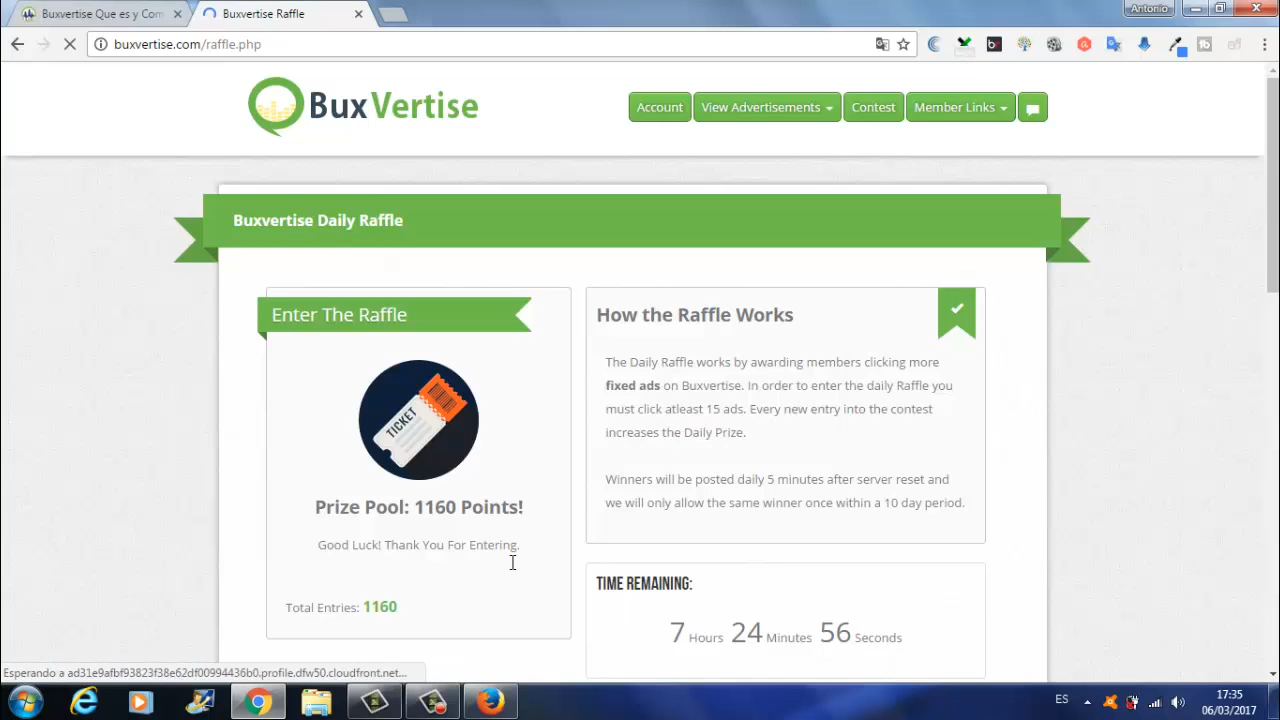 Buxvertise Que es y Com
Buxvertise Raffle
Antonio
buxvertise.com/raffle.php
BuxVertise
Account
View Advertisements
Contest
Member Links
Buxvertise Daily Raffle
Enter The Raffle
TICKET
Prize Pool: 1160 Points!
Good Luck! Thank You For Entering.
Total Entries: 1160
How the Raffle Works
The Daily Raffle works by awarding members clicking more
fixed ads on Buxvertise. In order to enter the daily Raffle you
must click atleast 15 ads. Every new entry into the contest
increases the Daily Prize.
Winners will be posted daily 5 minutes after server reset and
we will only allow the same winner once within a 10 day period.
TIME REMAINING:
7 Hours 24 Minutes 56 Seconds
Esperando a ad31e9afbf93823f38e62df00994436b0.profile.dfw50.cloudfront.net...
ES
17:35
06/03/2017